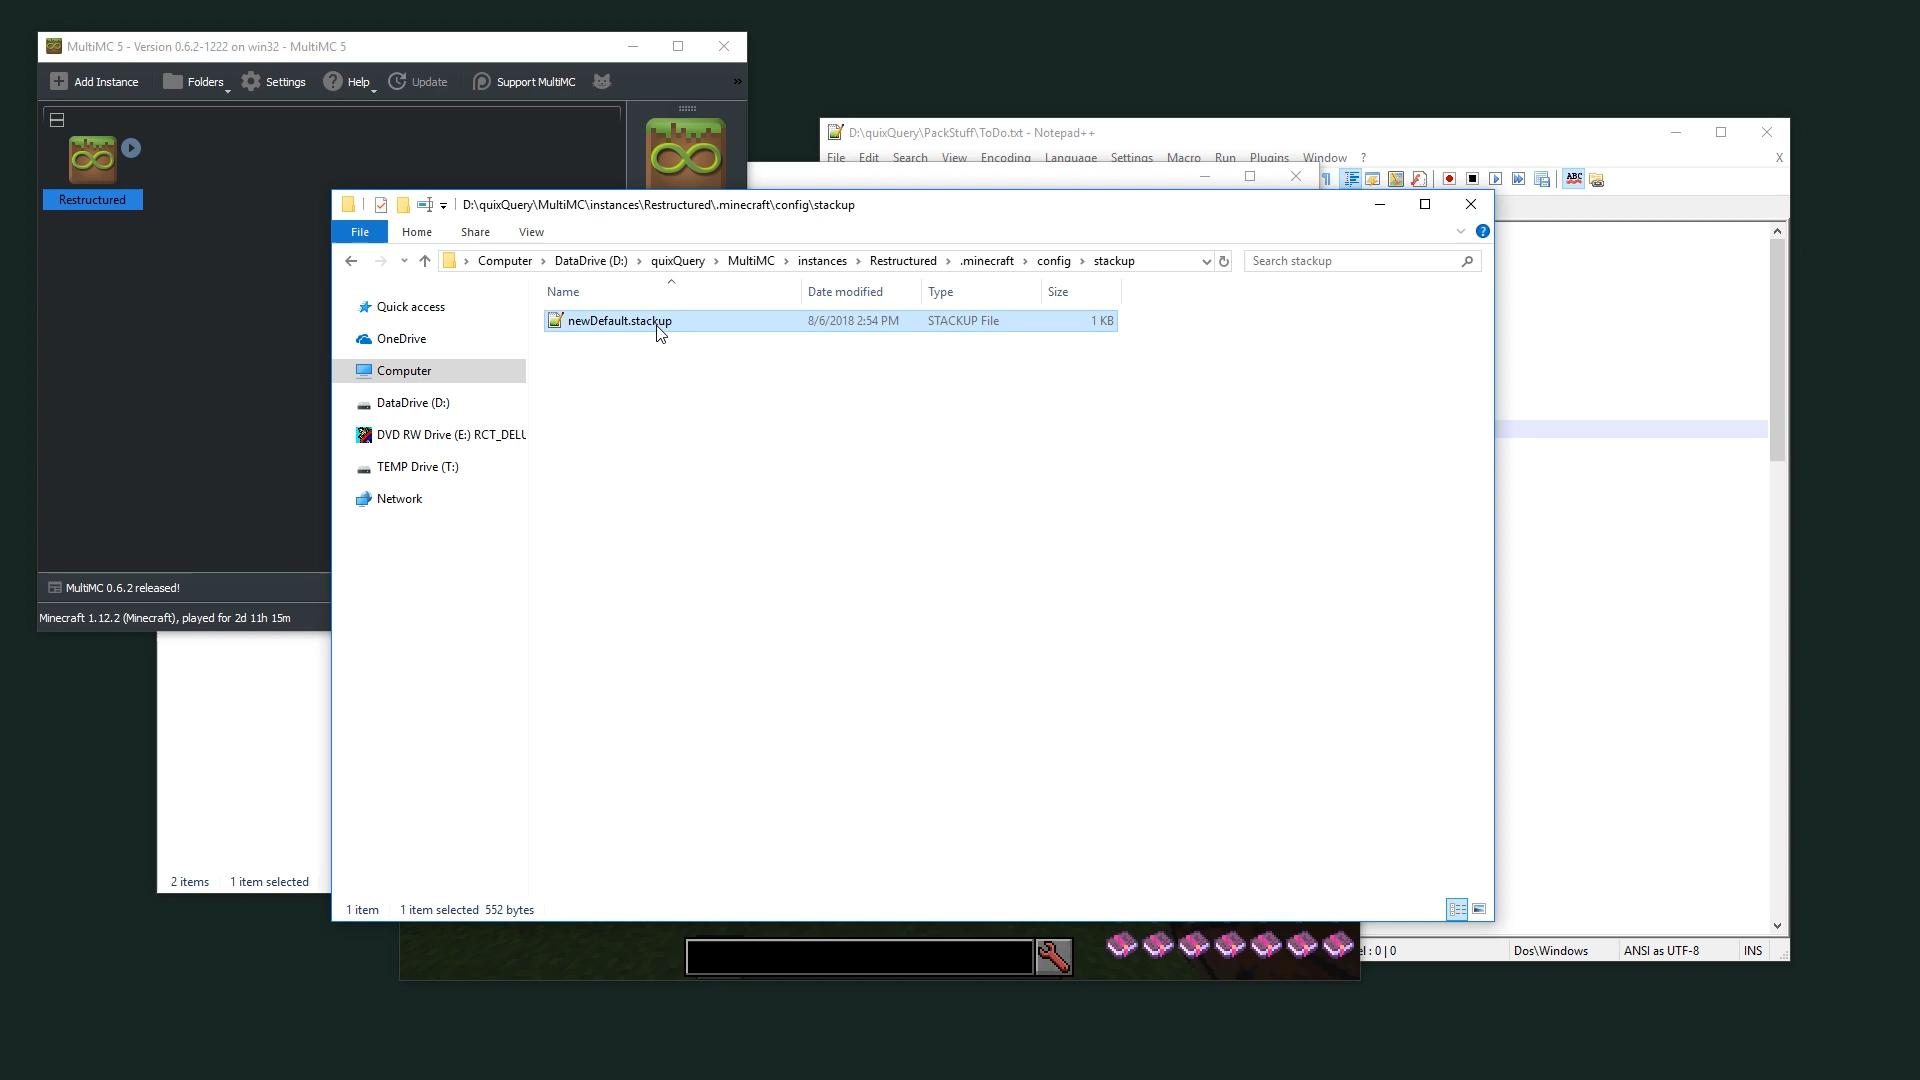 MultiMC 5 - Version 0.6.2-1222 on win32 - MultiMC 5
Add Instance Folders Settings Help Update Support MultiMC »
Restructured
MultiMC 0.6.2 released!
Minecraft 1.12.2 (Minecraft), played for 2d 11h 15m
D:\quixQuery\PackStuff\ToDo.txt - Notepad++
File Edit Search View Encoding Language Settings Macro Run Plugins Window ? X
ABC
D:\quixQuery\MultiMC\instances\Restructured\.minecraft\config\stackup
File Home Share View
Computer › DataDrive (D:) › quixQuery › MultiMC › instances › Restructured › .minecraft › config › stackup
Search stackup
Name Date modified Type Size
newDefault.stackup 8/6/2018 2:54 PM STACKUP File 1 KB
Quick access
OneDrive
Computer
DataDrive (D:)
DVD RW Drive (E:) RCT_DELU
TEMP Drive (T:)
Network
1 item 1 item selected 552 bytes
2 items 1 item selected
el : 0 | 0 Dos\Windows ANSI as UTF-8 INS